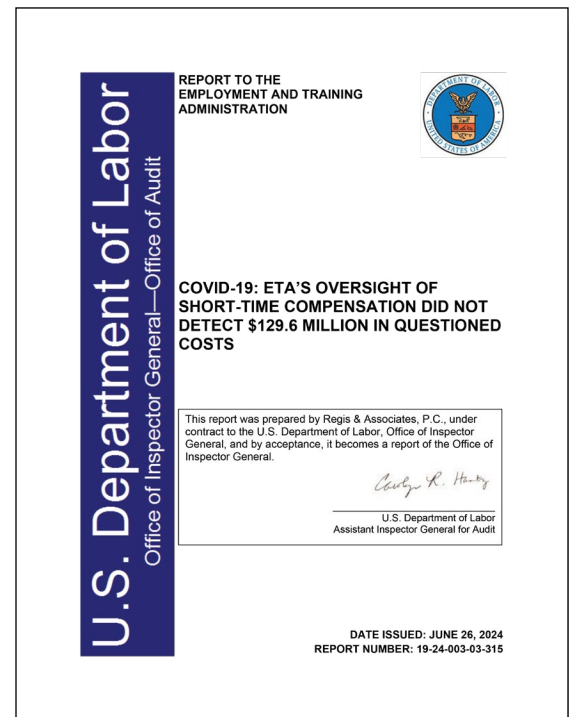 U.S. Department of Labor
Office of Inspector General—Office of Audit
REPORT TO THE
EMPLOYMENT AND TRAINING
ADMINISTRATION
DEPARTMENT OF LABOR
UNITED STATES OF AMERICA
COVID-19: ETA’S OVERSIGHT OF
SHORT-TIME COMPENSATION DID NOT
DETECT $129.6 MILLION IN QUESTIONED
COSTS
This report was prepared by Regis & Associates, P.C., under
contract to the U.S. Department of Labor, Office of Inspector
General, and by acceptance, it becomes a report of the Office of
Inspector General.
Carolyn R. Hantz
U.S. Department of Labor
Assistant Inspector General for Audit
DATE ISSUED: JUNE 26, 2024
REPORT NUMBER: 19-24-003-03-315